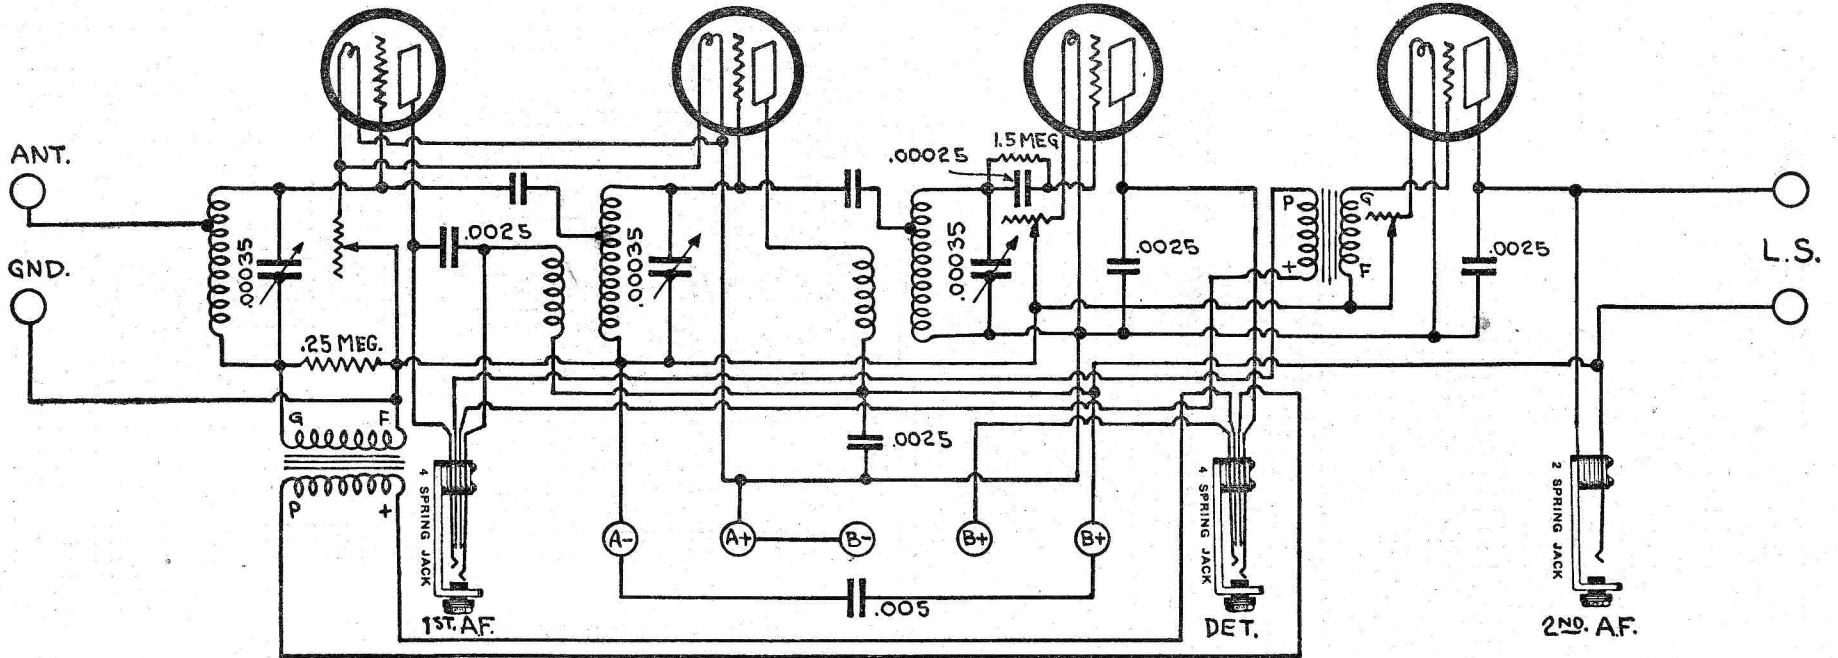 ANT.
GND.
.00035
.25 MEG.
.0025
.00035
.00025
1.5 MEG
.00035
.0025
P
G
+
F
.0025
L.S.
G
F
P
+
.0025
4 SPRING JACK
1ST. A.F.
A-
A+
B-
B+
B+
.005
4 SPRING JACK
DET.
2 SPRING JACK
2ND. A.F.